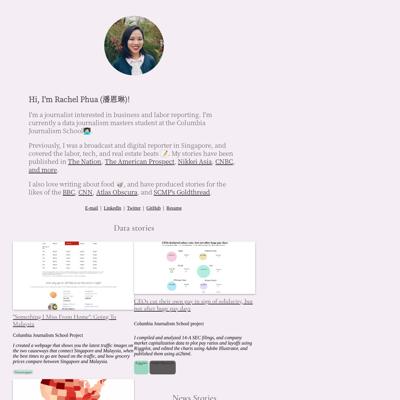 Hi, I'm Rachel Phua (潘恩琳)!
I'm a journalist interested in business and labor reporting. I'm
currently a data journalism masters student at the Columbia
Journalism School
Previously, I was a broadcast and digital reporter in Singapore, and
covered the labor, tech, and real estate beats 📝. My stories have been
published in The Nation, The American Prospect, Nikkei Asia, CNBC,
and more.
I also love writing about food 🍜, and have produced stories for the
likes of the BBC, CNN, Atlas Obscura, and SCMP's Goldthread.
E-mail | LinkedIn | Twitter | GitHub | Resume
Data stories
"Something I Miss From Home": Going To
Malaysia
Columbia Journalism School Project
I created a webpage that shows you the latest traffic images on
the two causeways that connect Singapore and Malaysia, when
the best times to go are based on the traffic, and how grocery
prices compare between Singapore and Malaysia.
CEOs cut their own pay in sign of solidarity, but
not after huge pay days
Columbia Journalism School project
I compiled and analyzed 14-A SEC filings, and company
market capitalization data to plot pay ratios and layoffs using
ggplot, and edited the charts using Adobe Illustrator, and
published them using ai2html.
News Stories